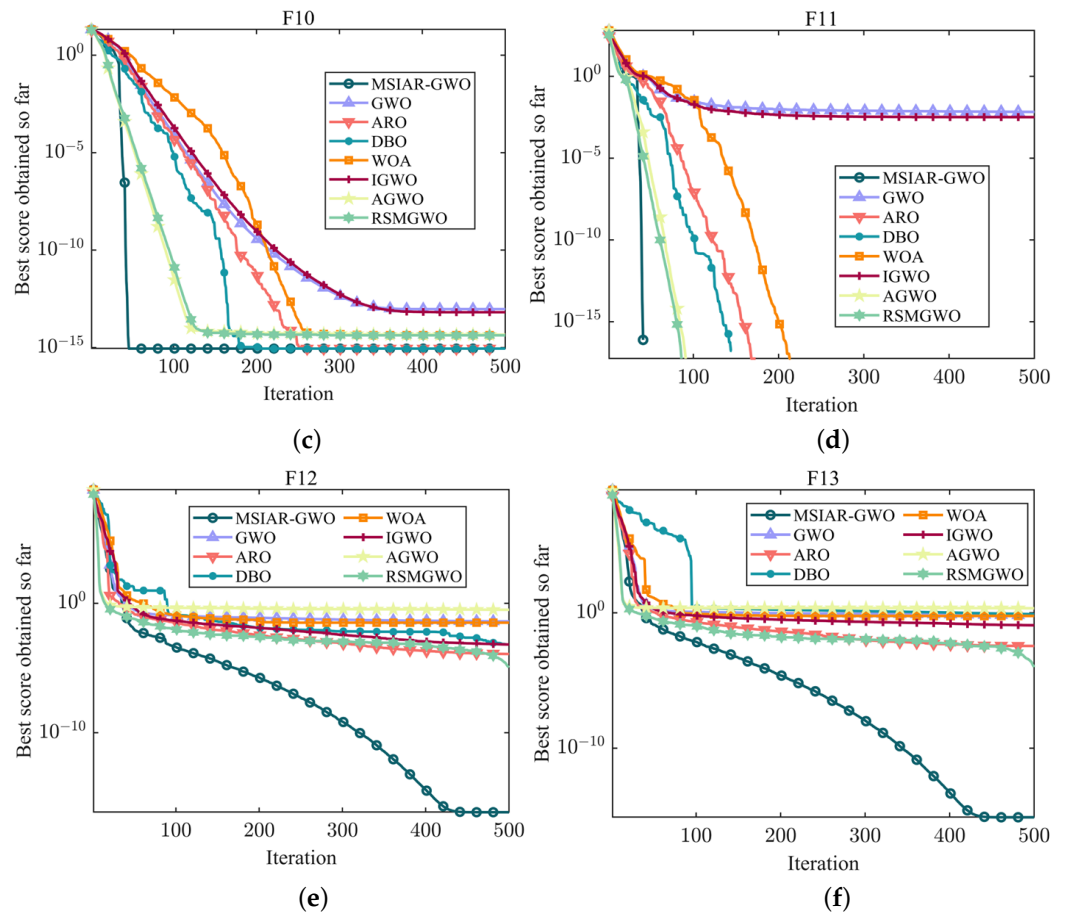 F10
Best score obtained so far
10^0
10^−5
10^−10
10^−15
MSIAR-GWO
GWO
ARO
DBO
WOA
IGWO
AGWO
RSMGWO
100 200 300 400 500
Iteration
(c)
F11
Best score obtained so far
10^0
10^−5
10^−10
10^−15
MSIAR-GWO
GWO
ARO
DBO
WOA
IGWO
AGWO
RSMGWO
100 200 300 400 500
Iteration
(d)
F12
Best score obtained so far
10^0
10^−10
MSIAR-GWO WOA
GWO IGWO
ARO AGWO
DBO RSMGWO
100 200 300 400 500
Iteration
(e)
F13
Best score obtained so far
10^0
10^−10
MSIAR-GWO WOA
GWO IGWO
ARO AGWO
DBO RSMGWO
100 200 300 400 500
Iteration
(f)